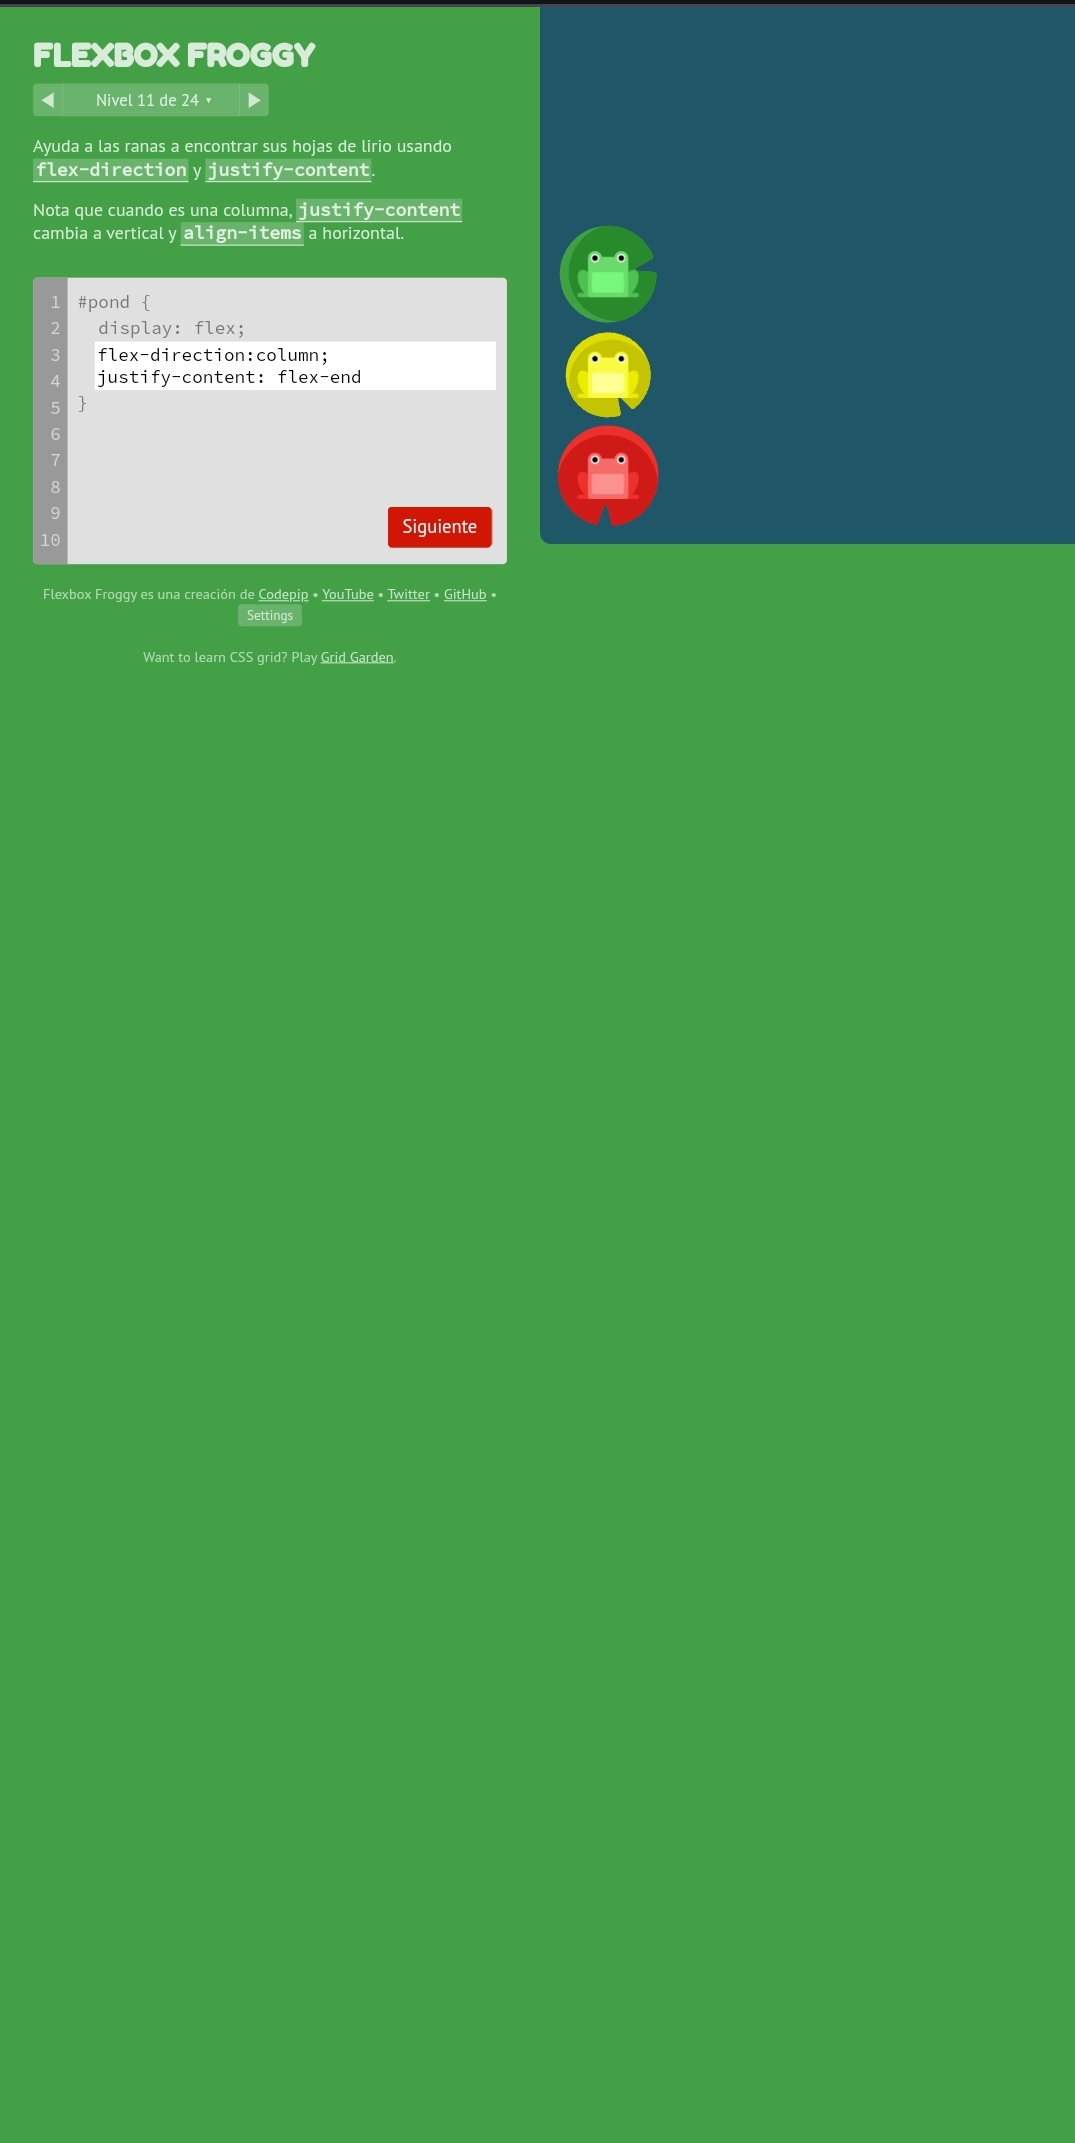 FLEXBOX FROGGY
Nivel 11 de 24 ▾
Ayuda a las ranas a encontrar sus hojas de lirio usando
flex-direction y justify-content.
Nota que cuando es una columna, justify-content
cambia a vertical y align-items a horizontal.
1 #pond {
2 display: flex;
3 flex-direction:column;
4 justify-content: flex-end
5 }
6
7
8
9
10
Siguiente
Flexbox Froggy es una creación de Codepip • YouTube • Twitter • GitHub •
Settings
Want to learn CSS grid? Play Grid Garden.